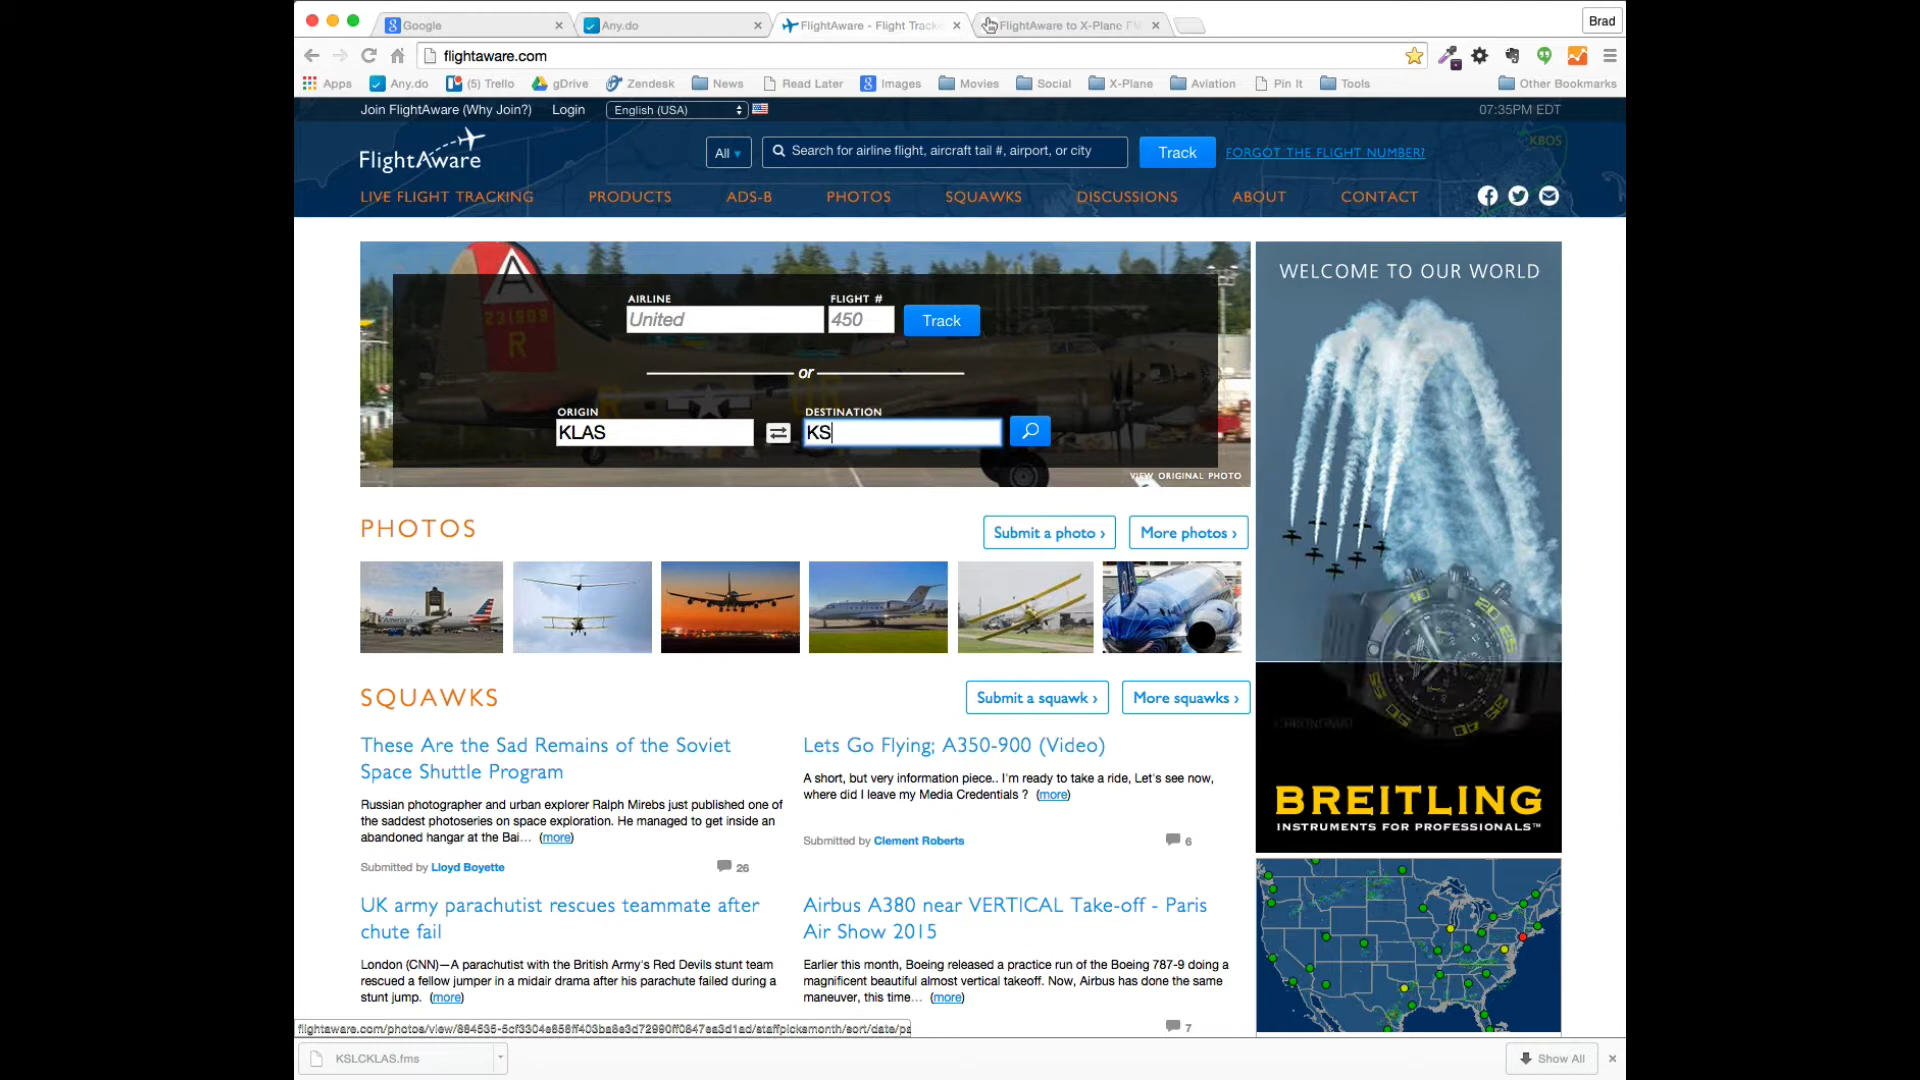 Google
Any.do
FlightAware - Flight Tracke
FlightAware to X-Plane
Brad
flightaware.com
Apps
Any.do
(5) Trello
gDrive
Zendesk
News
Read Later
Images
Movies
Social
X-Plane
Aviation
Pin It
Tools
Other Bookmarks
Join FlightAware (Why Join?)
Login
English (USA)
07:35PM EDT
FlightAware
All
Search for airline flight, aircraft tail #, airport, or city
Track
FORGOT THE FLIGHT NUMBER?
KBOS
LIVE FLIGHT TRACKING
PRODUCTS
ADS-B
PHOTOS
SQUAWKS
DISCUSSIONS
ABOUT
CONTACT
A
231909
R
AIRLINE
FLIGHT #
United
450
Track
or
ORIGIN
DESTINATION
KLAS
KS
VIEW ORIGINAL PHOTO
WELCOME TO OUR WORLD
PHOTOS
Submit a photo ›
More photos ›
SQUAWKS
Submit a squawk ›
More squawks ›
These Are the Sad Remains of the Soviet
Space Shuttle Program
Russian photographer and urban explorer Ralph Mirebs just published one of
the saddest photoseries on space exploration. He managed to get inside an
abandoned hangar at the Bai... (more)
Submitted by Lloyd Boyette
26
Lets Go Flying; A350-900 (Video)
A short, but very information piece.. I'm ready to take a ride, Let's see now,
where did I leave my Media Credentials ? (more)
Submitted by Clement Roberts
6
UK army parachutist rescues teammate after
chute fail
London (CNN)—A parachutist with the British Army's Red Devils stunt team
rescued a fellow jumper in a midair drama after his parachute failed during a
stunt jump. (more)
Airbus A380 near VERTICAL Take-off - Paris
Air Show 2015
Earlier this month, Boeing released a practice run of the Boeing 787-9 doing a
magnificent beautiful almost vertical takeoff. Now, Airbus has done the same
maneuver, this time... (more)
7
BREITLING
INSTRUMENTS FOR PROFESSIONALS™
KSLCKLAS.fms
Show All